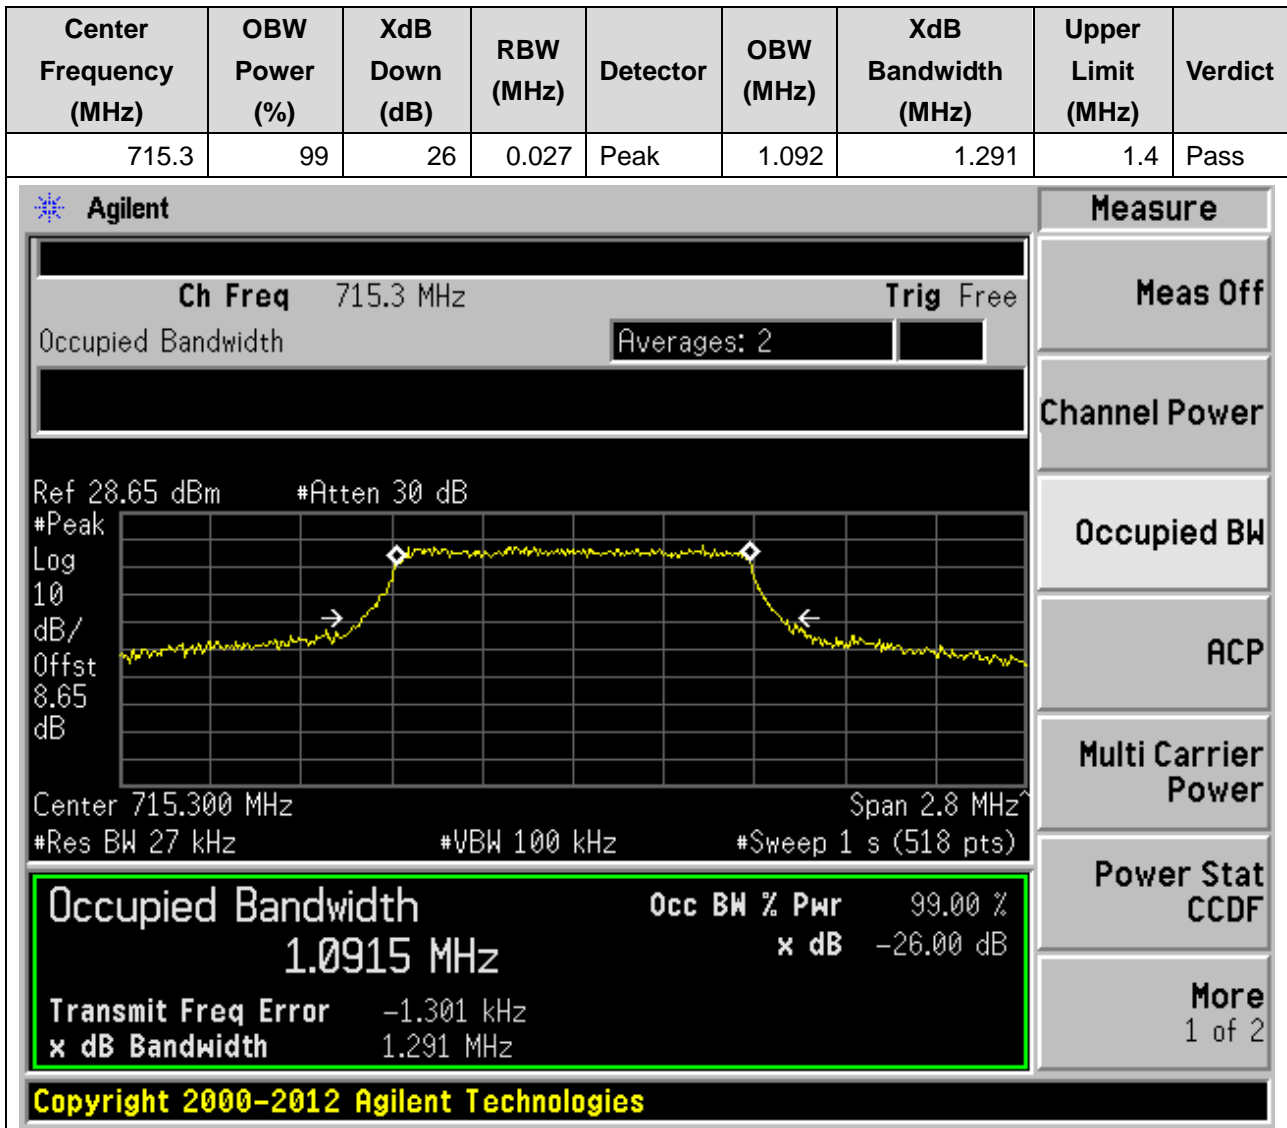 Center Frequency (MHz) OBW Power (%) XdB Down (dB) RBW (MHz) Detector OBW (MHz) XdB Bandwidth (MHz) Upper Limit (MHz) Verdict
715.3 99 26 0.027 Peak 1.092 1.291 1.4 Pass
Agilent
Measure
Ch Freq 715.3 MHz Trig Free
Occupied Bandwidth Averages: 2
Ref 28.65 dBm #Atten 30 dB
#Peak
Log
10
dB/
Offst
8.65
dB
Center 715.300 MHz Span 2.8 MHz^
#Res BW 27 kHz #VBW 100 kHz #Sweep 1 s (518 pts)
Occupied Bandwidth Occ BW % Pwr 99.00 %
1.0915 MHz x dB -26.00 dB
Transmit Freq Error -1.301 kHz
x dB Bandwidth 1.291 MHz
Meas Off
Channel Power
Occupied BW
ACP
Multi Carrier
Power
Power Stat
CCDF
More
1 of 2
Copyright 2000-2012 Agilent Technologies